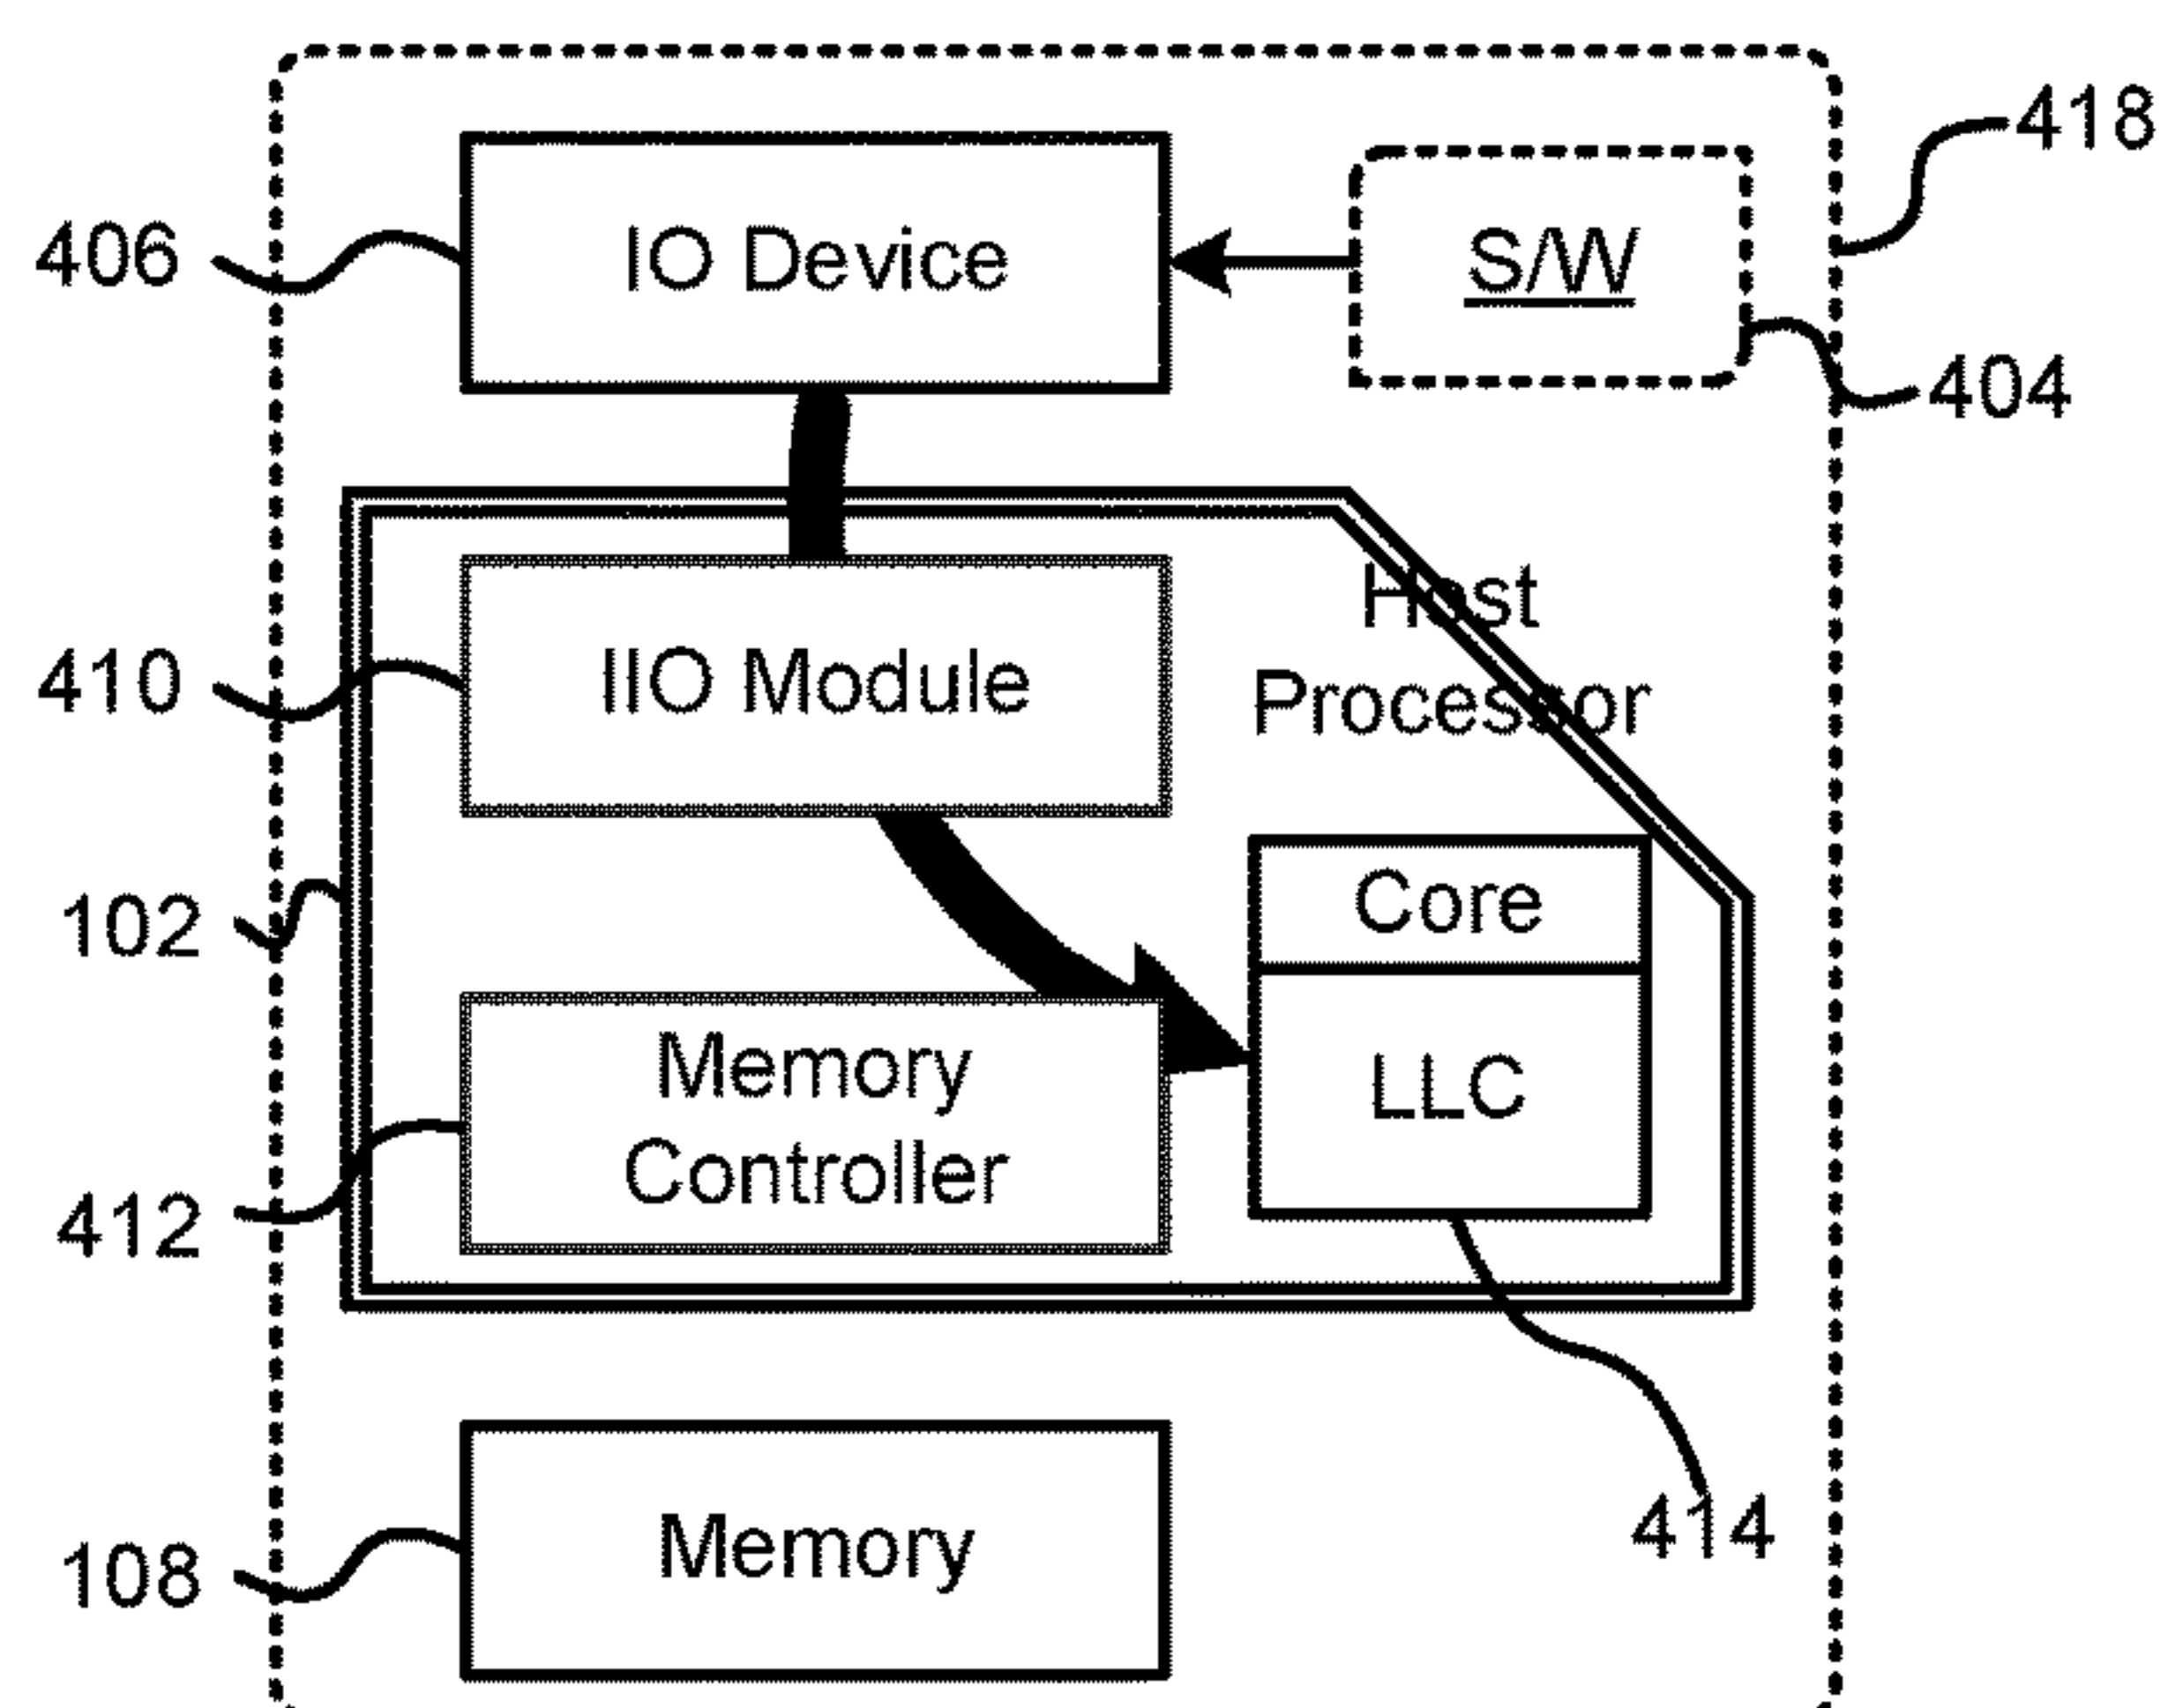 418
406
IO Device
S/W
404
Host
Processor
410
IIO Module
102
Core
LLC
412
Memory
Controller
108
Memory
414